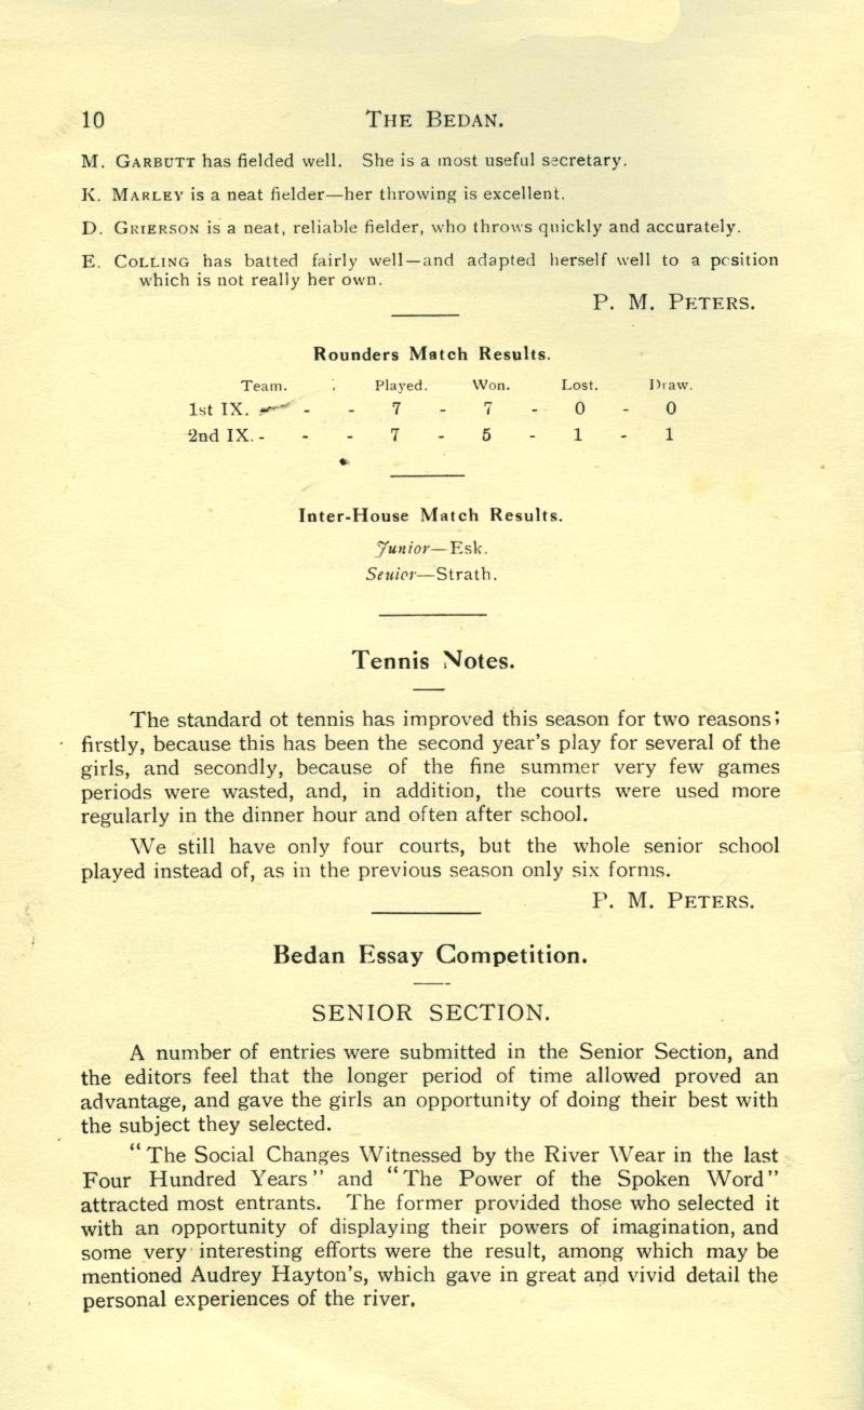 10 THE BEDAN.
M. GARBUTT has fielded well. She is a most useful secretary.
K. MARLEY is a neat fielder—her throwing is excellent.
D. GRIERSON is a neat, reliable fielder, who throws quickly and accurately.
E. COLLING has batted fairly well—and adapted herself well to a position
which is not really her own.
P. M. PETERS.
Rounders Match Results.
Team. Played. Won. Lost. Draw.
1st IX. - - 7 - 7 - 0 - 0
2nd IX. - - - 7 - 5 - 1 - 1
Inter-House Match Results.
Junior—Esk.
Senior—Strath.
Tennis Notes.
The standard ot tennis has improved this season for two reasons;
firstly, because this has been the second year's play for several of the
girls, and secondly, because of the fine summer very few games
periods were wasted, and, in addition, the courts were used more
regularly in the dinner hour and often after school.
We still have only four courts, but the whole senior school
played instead of, as in the previous season only six forms.
P. M. PETERS.
Bedan Essay Competition.
SENIOR SECTION.
A number of entries were submitted in the Senior Section, and
the editors feel that the longer period of time allowed proved an
advantage, and gave the girls an opportunity of doing their best with
the subject they selected.
"The Social Changes Witnessed by the River Wear in the last
Four Hundred Years" and "The Power of the Spoken Word"
attracted most entrants. The former provided those who selected it
with an opportunity of displaying their powers of imagination, and
some very interesting efforts were the result, among which may be
mentioned Audrey Hayton's, which gave in great and vivid detail the
personal experiences of the river.